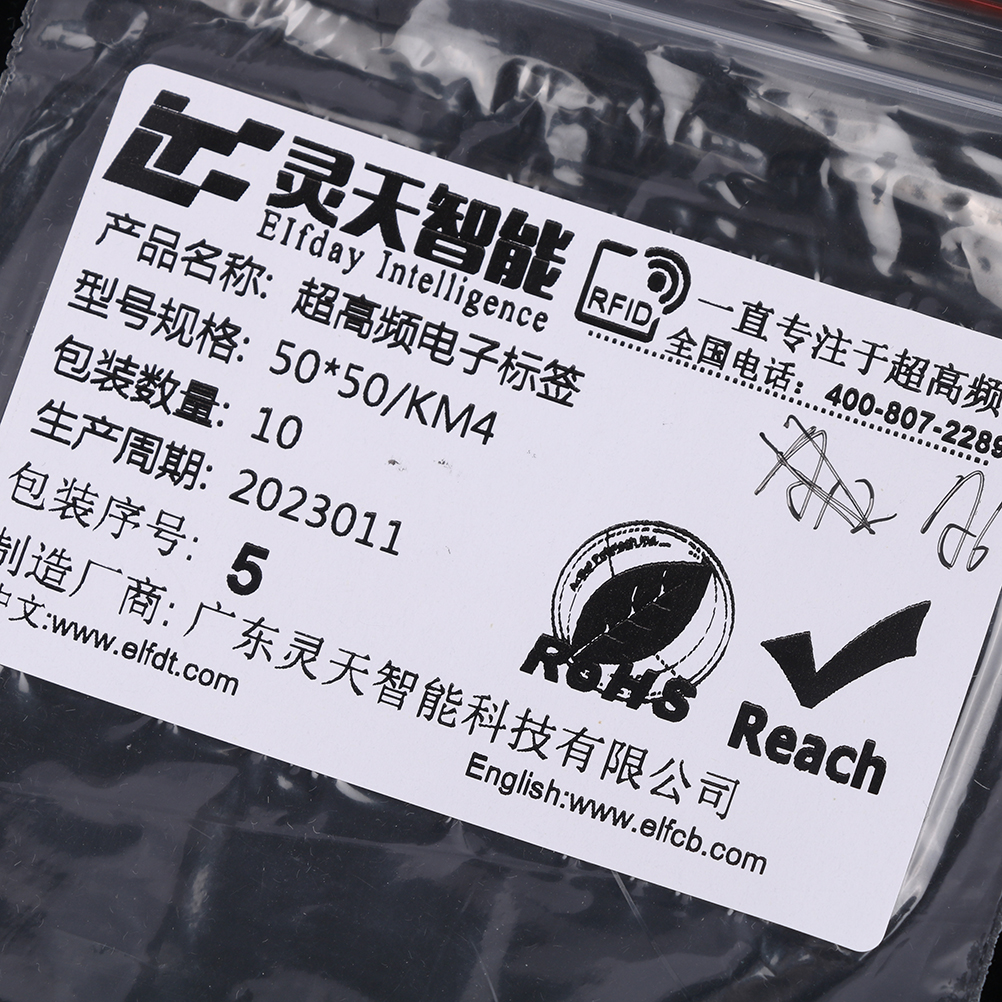 灵天智能
Elfday Intelligence
RFID
一直专注于超高频
全国电话：400-807-2289
产品名称: 超高频电子标签
型号规格: 50*50/KM4
包装数量: 10
生产周期: 2023011
包装序号: 5
制造厂商: 广东灵天智能科技有限公司
中文:www.elfdt.com
English:www.elfcb.com
RoHS
Reach